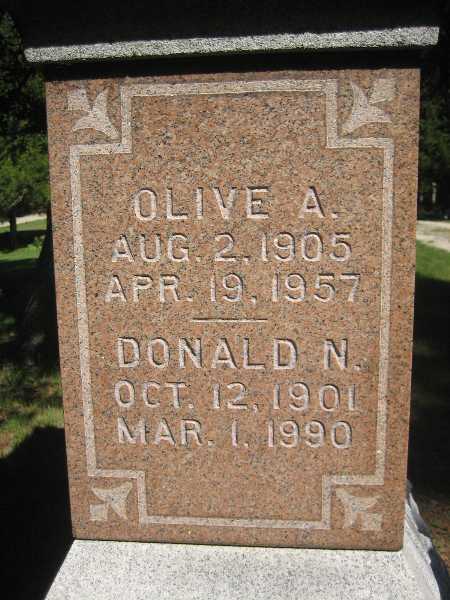 OLIVE A.
AUG. 2, 1905
APR. 19, 1957
DONALD N.
OCT. 12, 1901
MAR. 1, 1990